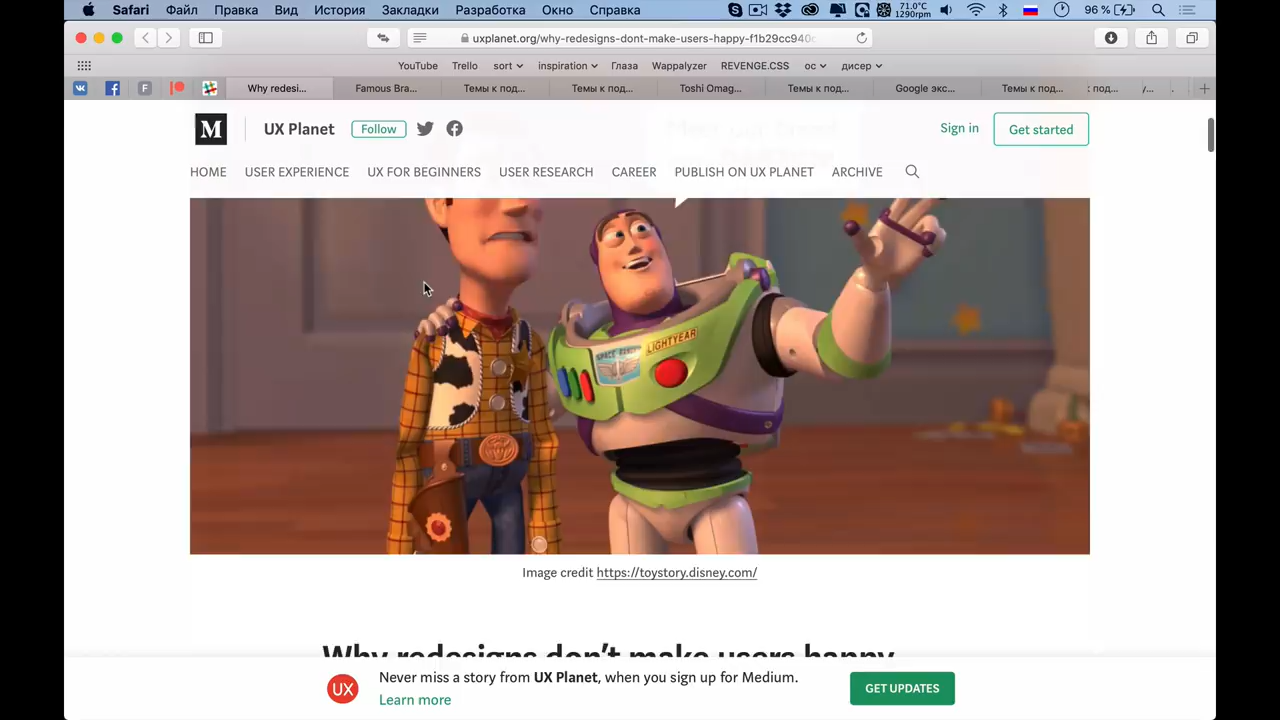 Safari Файл Правка Вид История Закладки Разработка Окно Справка 71.0°C 1290rpm 96 %
uxplanet.org/why-redesigns-dont-make-users-happy-f1b29cc940
YouTube Trello sort inspiration Глаза Wappalyzer REVENGE.CSS ос дисер
Why redesi... Famous Bra... Темы к под... Темы к под... Toshi Omag... Темы к под... Google экс... Темы к под... к под...
M UX Planet Follow Sign in Get started
HOME USER EXPERIENCE UX FOR BEGINNERS USER RESEARCH CAREER PUBLISH ON UX PLANET ARCHIVE
SPACE RANGER LIGHTYEAR
Image credit https://toystory.disney.com/
Why redesigns don't make users happy
UX Never miss a story from UX Planet, when you sign up for Medium. GET UPDATES
Learn more